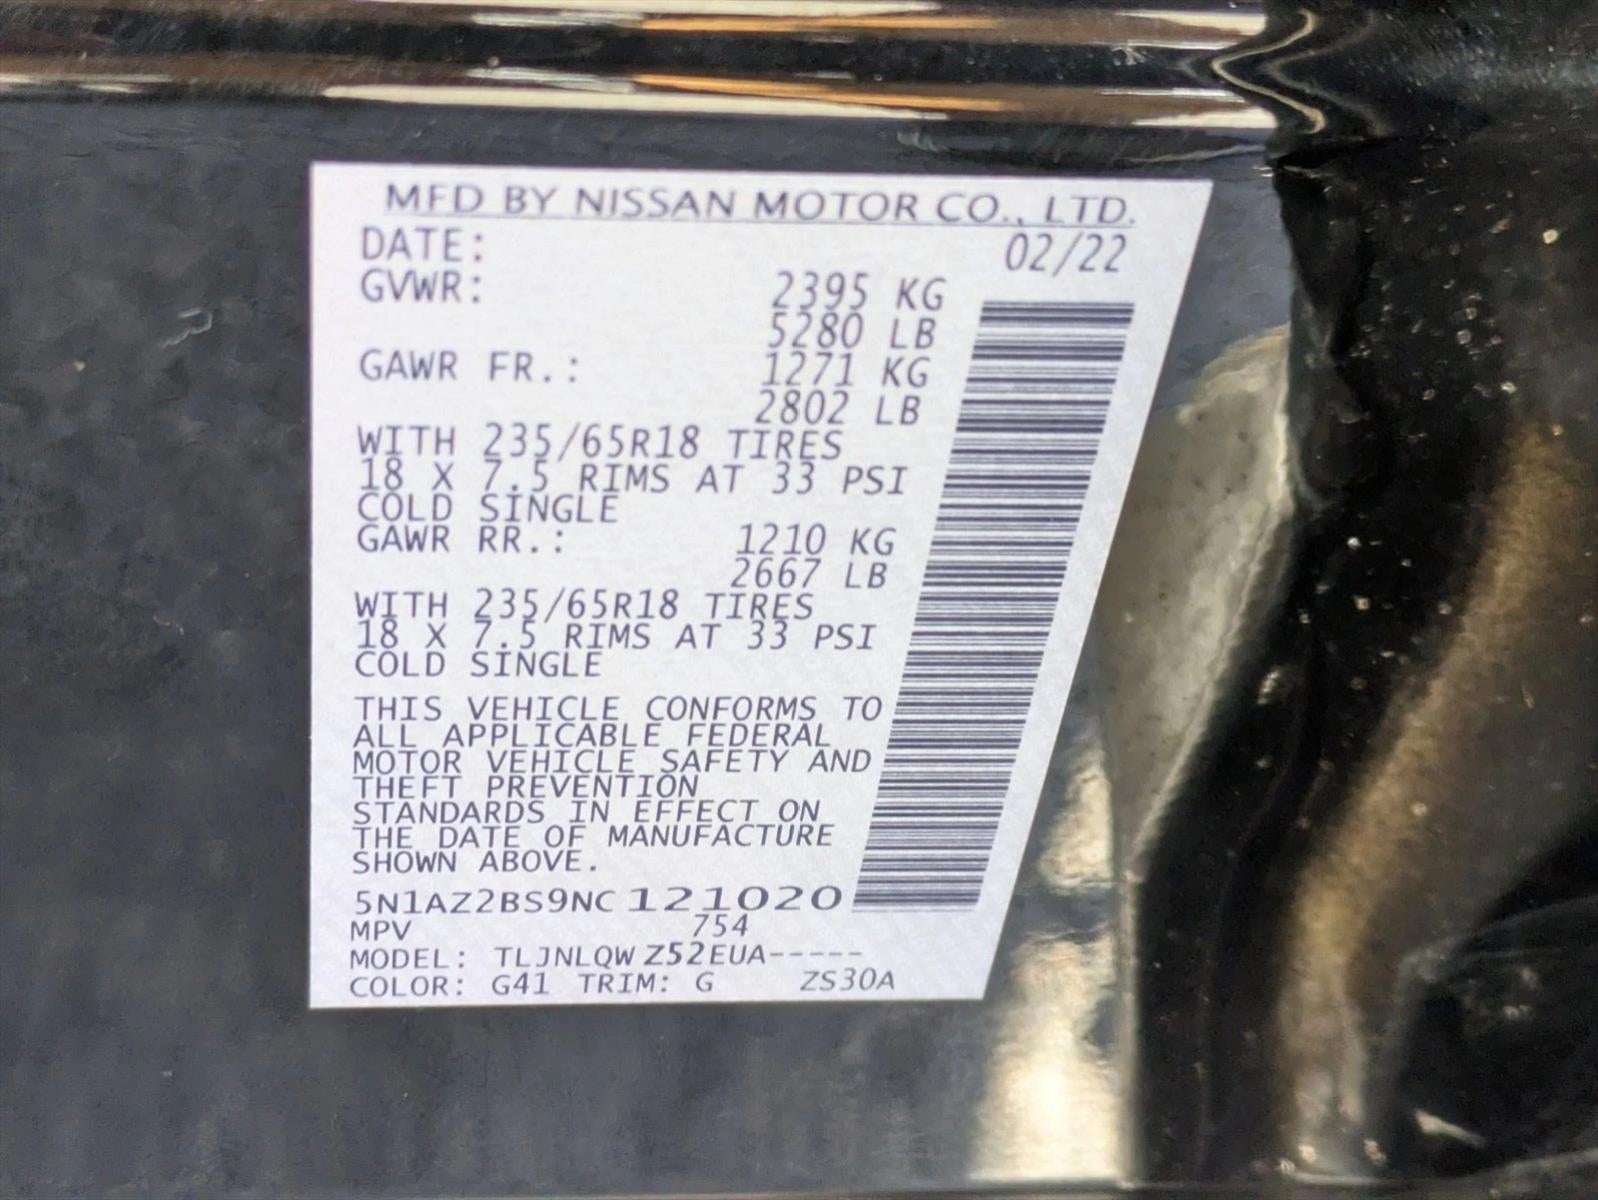 MFD BY NISSAN MOTOR CO., LTD.
DATE: 02/22
GVWR: 2395 KG
5280 LB
GAWR FR.: 1271 KG
2802 LB
WITH 235/65R18 TIRES
18 X 7.5 RIMS AT 33 PSI
COLD SINGLE
GAWR RR.: 1210 KG
2667 LB
WITH 235/65R18 TIRES
18 X 7.5 RIMS AT 33 PSI
COLD SINGLE
THIS VEHICLE CONFORMS TO
ALL APPLICABLE FEDERAL
MOTOR VEHICLE SAFETY AND
THEFT PREVENTION
STANDARDS IN EFFECT ON
THE DATE OF MANUFACTURE
SHOWN ABOVE.
5N1AZ2BS9NC121020
MPV 754
MODEL: TLJNLQW Z52EUA-----
COLOR: G41 TRIM: G ZS30A